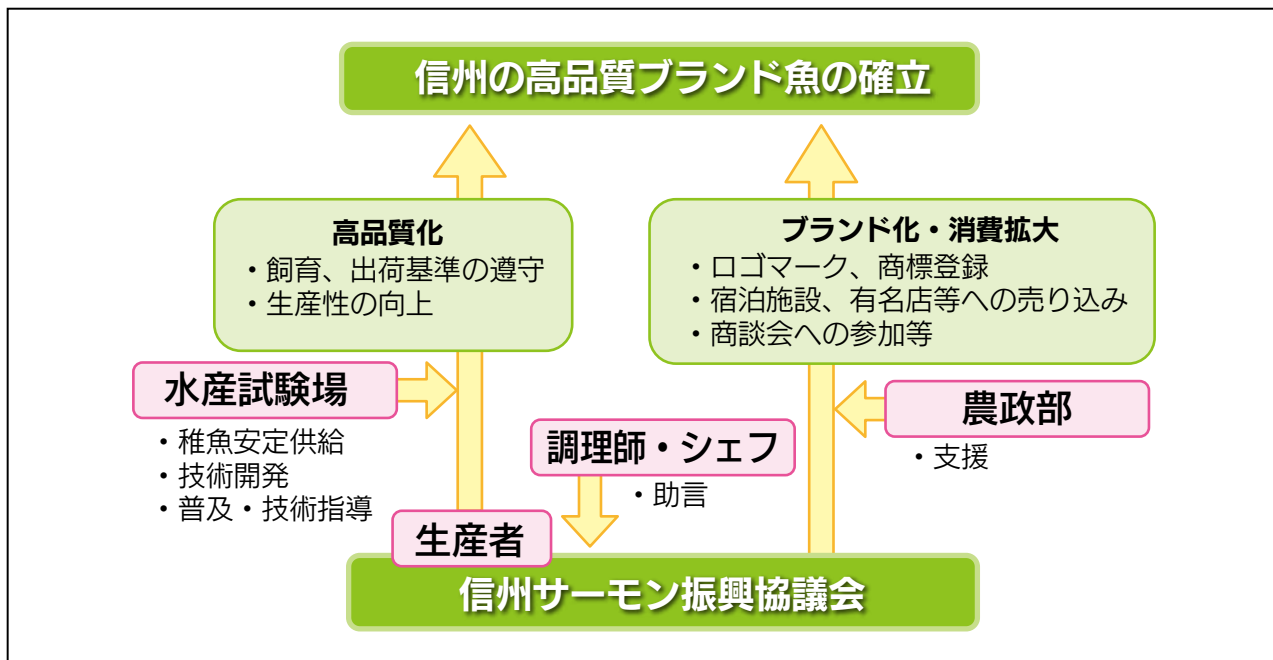 信州の高品質ブランド魚の確立
高品質化
・飼育、出荷基準の遵守
・生産性の向上
ブランド化・消費拡大
・ロゴマーク、商標登録
・宿泊施設、有名店等への売り込み
・商談会への参加等
水産試験場
・稚魚安定供給
・技術開発
・普及・技術指導
調理師・シェフ
・助言
農政部
・支援
生産者
信州サーモン振興協議会